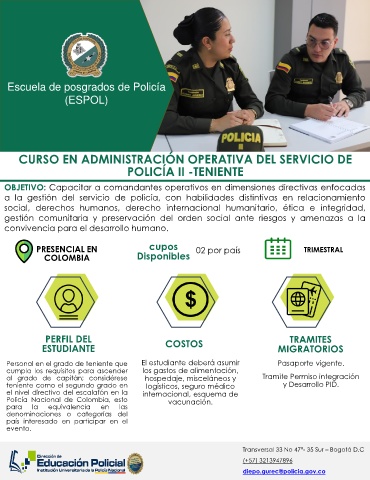 Escuela de posgrados de Policía
(ESPOL)
POLICIA
II
CURSO EN ADMINISTRACIÓN OPERATIVA DEL SERVICIO DE
POLICÍA II -TENIENTE
OBJETIVO: Capacitar a comandantes operativos en dimensiones directivas enfocadas
a la gestión del servicio de policía, con habilidades distintivas en relacionamiento
social, derechos humanos, derecho internacional humanitario, ética e integridad,
gestión comunitaria y preservación del orden social ante riesgos y amenazas a la
convivencia para el desarrollo humano.
PRESENCIAL EN
COLOMBIA
cupos
Disponibles
02 por país
TRIMESTRAL
PERFIL DEL
ESTUDIANTE
Personal en el grado de teniente que
cumpla los requisitos para ascender
al grado de capitán; considérese
teniente como el segundo grado en
el nivel directivo del escalafón en la
Policía Nacional de Colombia, esto
para la equivalencia en las
denominaciones o categorías del
país interesado en participar en el
evento.
$
COSTOS
El estudiante deberá asumir
los gastos de alimentación,
hospedaje, misceláneos y
logísticos, seguro médico
internacional, esquema de
vacunación.
TRAMITES
MIGRATORIOS
Pasaporte vigente.
Tramite Permiso integración
y Desarrollo PID.
Dirección de
Educación Policial
Institución Universitaria de la Policía Nacional
Transversal 33 No 47ª- 35 Sur – Bogotá D.C
(+57) 3213947896
diepo.gurec@policia.gov.co